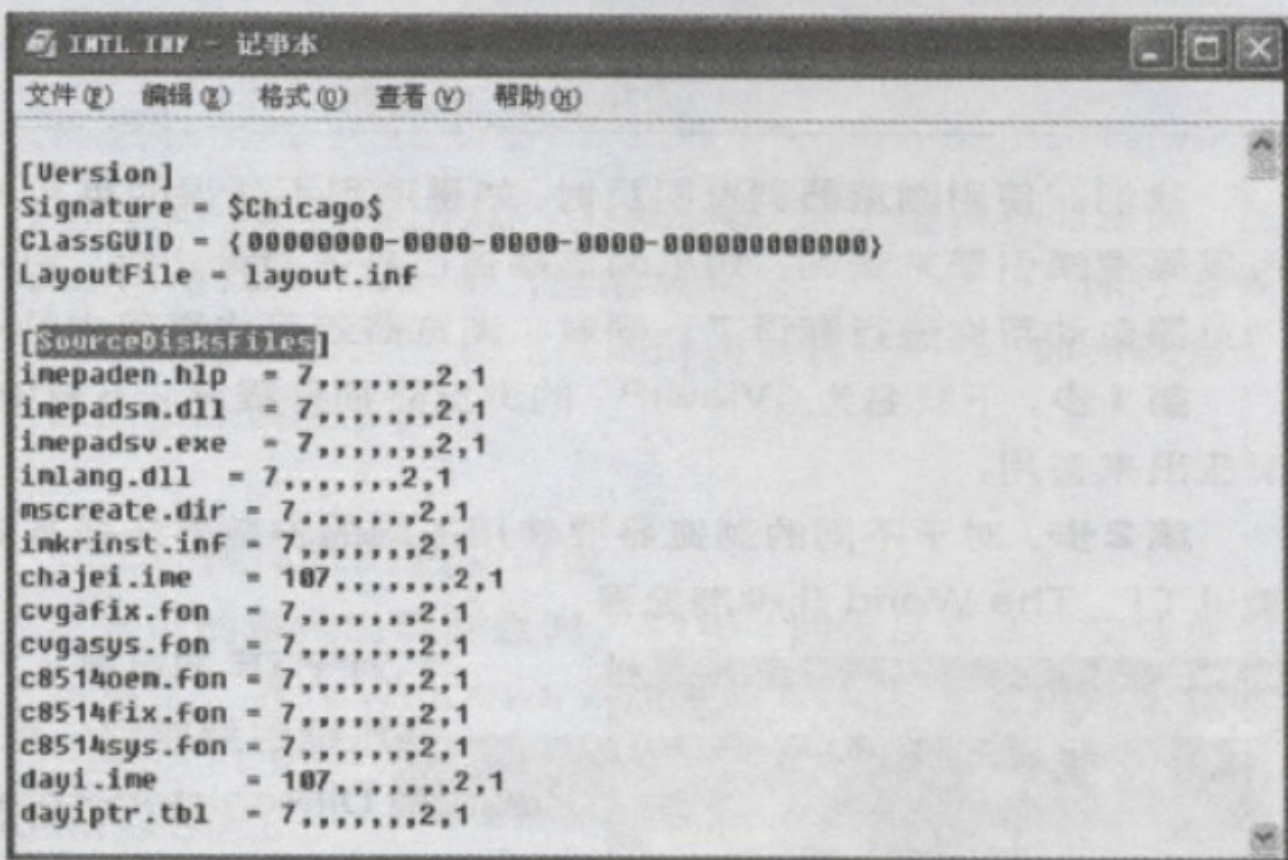 INTL.INF - 记事本
文件(F) 编辑(E) 格式(O) 查看(V) 帮助(H)
[Version]
Signature = $Chicago$
ClassGUID = {00000000-0000-0000-0000-000000000000}
LayoutFile = layout.inf
[SourceDisksFiles]
imepaden.hlp = 7,,,,,,,2,1
imepadsm.dll = 7,,,,,,,2,1
imepadsv.exe = 7,,,,,,,2,1
imlang.dll = 7,,,,,,,2,1
mscreate.dir = 7,,,,,,,2,1
imkrinst.inf = 7,,,,,,,2,1
chajei.ime = 107,,,,,,,2,1
cvgafix.fon = 7,,,,,,,2,1
cvgasys.fon = 7,,,,,,,2,1
c8514oem.fon = 7,,,,,,,2,1
c8514fix.fon = 7,,,,,,,2,1
c8514sys.fon = 7,,,,,,,2,1
dayi.ime = 107,,,,,,,2,1
dayiptr.tbl = 7,,,,,,,2,1